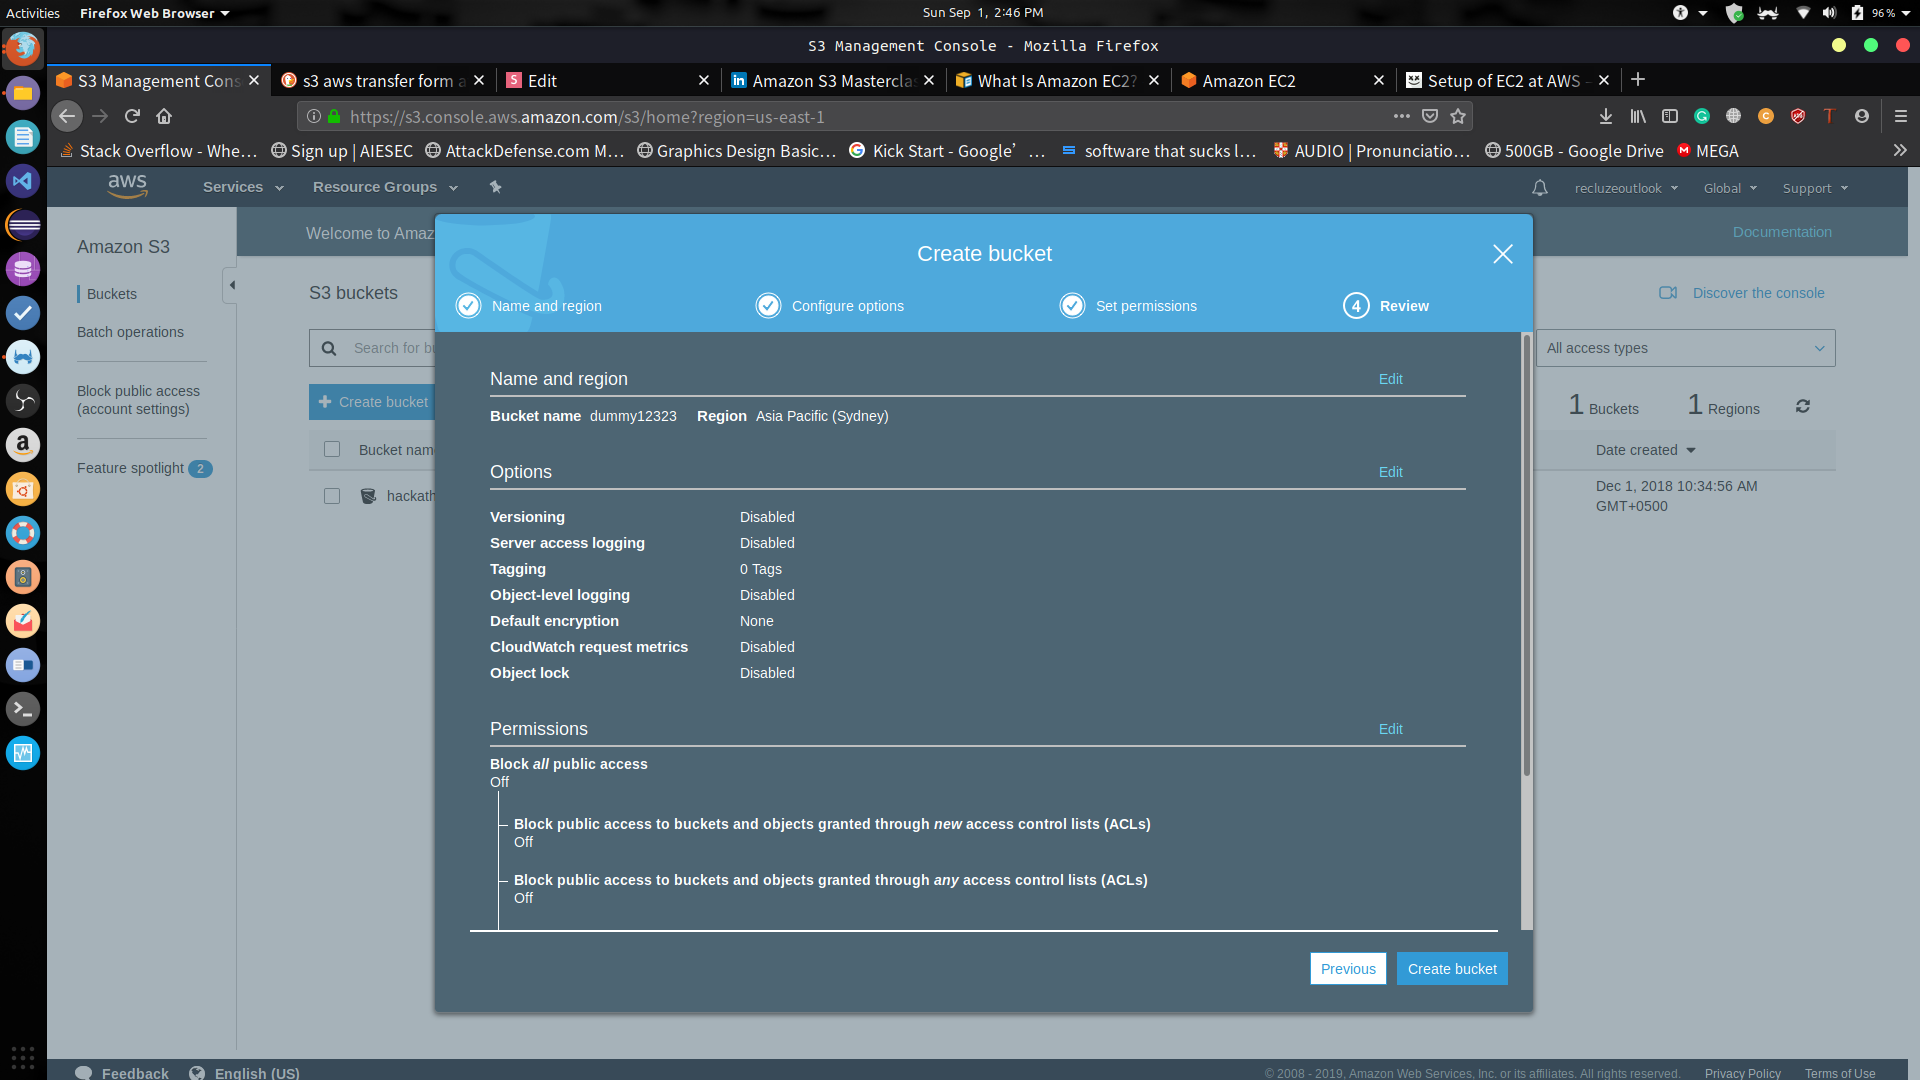 Activities Firefox Web Browser Sun Sep 1, 2:46 PM 96 %
S3 Management Console - Mozilla Firefox
S3 Management Cons s3 aws transfer form a Edit Amazon S3 Masterclas What Is Amazon EC2? Amazon EC2 Setup of EC2 at AWS -
https://s3.console.aws.amazon.com/s3/home?region=us-east-1
Stack Overflow - Whe… Sign up | AIESEC AttackDefense.com M… Graphics Design Basic… Kick Start - Google’ … software that sucks l… AUDIO | Pronunciatio… 500GB - Google Drive MEGA
aws Services Resource Groups recluzeoutlook Global Support
Welcome to Amaz Documentation
Amazon S3
Buckets
Batch operations
Block public access
(account settings)
Feature spotlight 2
S3 buckets Discover the console
Search for bu All access types
Create bucket 1 Buckets 1 Regions
Bucket nam Date created
hackath Dec 1, 2018 10:34:56 AM
GMT+0500
Create bucket
Name and region Configure options Set permissions 4 Review
Name and region Edit
Bucket name dummy12323 Region Asia Pacific (Sydney)
Options Edit
Versioning Disabled
Server access logging Disabled
Tagging 0 Tags
Object-level logging Disabled
Default encryption None
CloudWatch request metrics Disabled
Object lock Disabled
Permissions Edit
Block all public access
Off
Block public access to buckets and objects granted through new access control lists (ACLs)
Off
Block public access to buckets and objects granted through any access control lists (ACLs)
Off
Previous Create bucket
Feedback English (US) © 2008 - 2019, Amazon Web Services, Inc. or its affiliates. All rights reserved. Privacy Policy Terms of Use